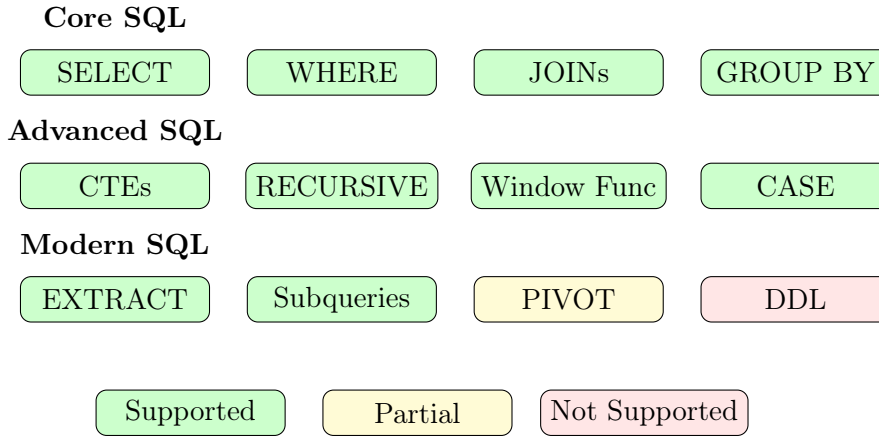 Core SQL
SELECT WHERE JOINs GROUP BY
Advanced SQL
CTEs RECURSIVE Window Func CASE
Modern SQL
EXTRACT Subqueries PIVOT DDL
Supported Partial Not Supported